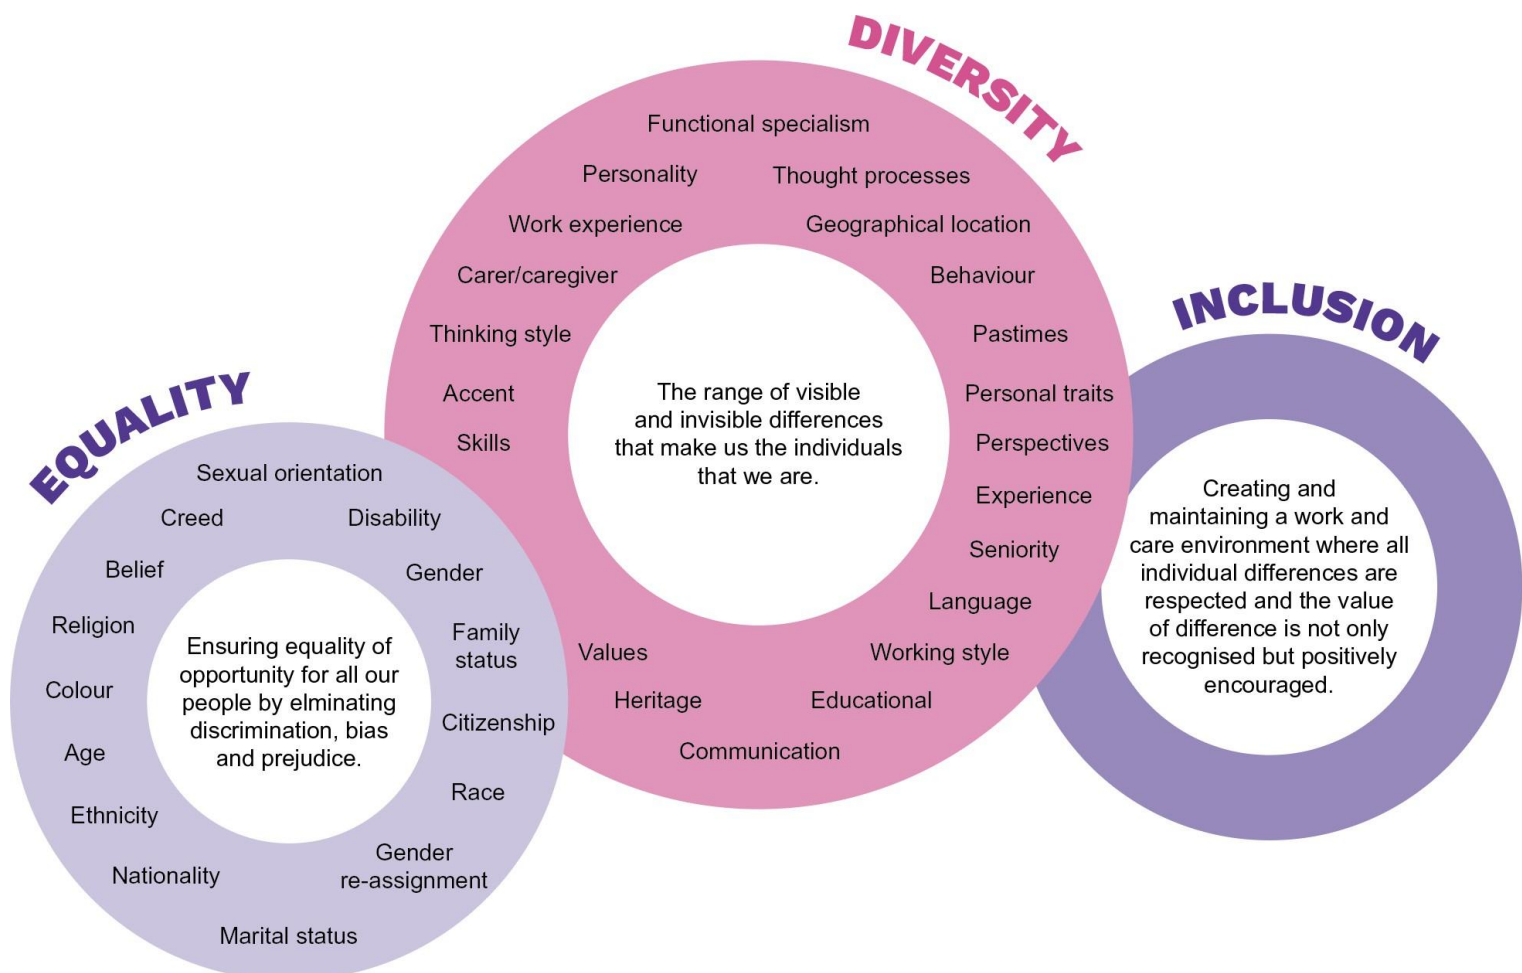 EQUALITY
Sexual orientation
Creed
Disability
Belief
Gender
Religion
Family
status
Colour
Citizenship
Age
Race
Ethnicity
Gender
re-assignment
Nationality
Marital status
Ensuring equality of
opportunity for all our
people by elminating
discrimination, bias
and prejudice.
DIVERSITY
Functional specialism
Personality
Thought processes
Work experience
Geographical location
Carer/caregiver
Behaviour
Thinking style
Pastimes
Accent
Personal traits
Skills
Perspectives
Experience
Seniority
Language
Values
Working style
Heritage
Educational
Communication
The range of visible
and invisible differences
that make us the individuals
that we are.
INCLUSION
Creating and
maintaining a work and
care environment where all
individual differences are
respected and the value
of difference is not only
recognised but positively
encouraged.